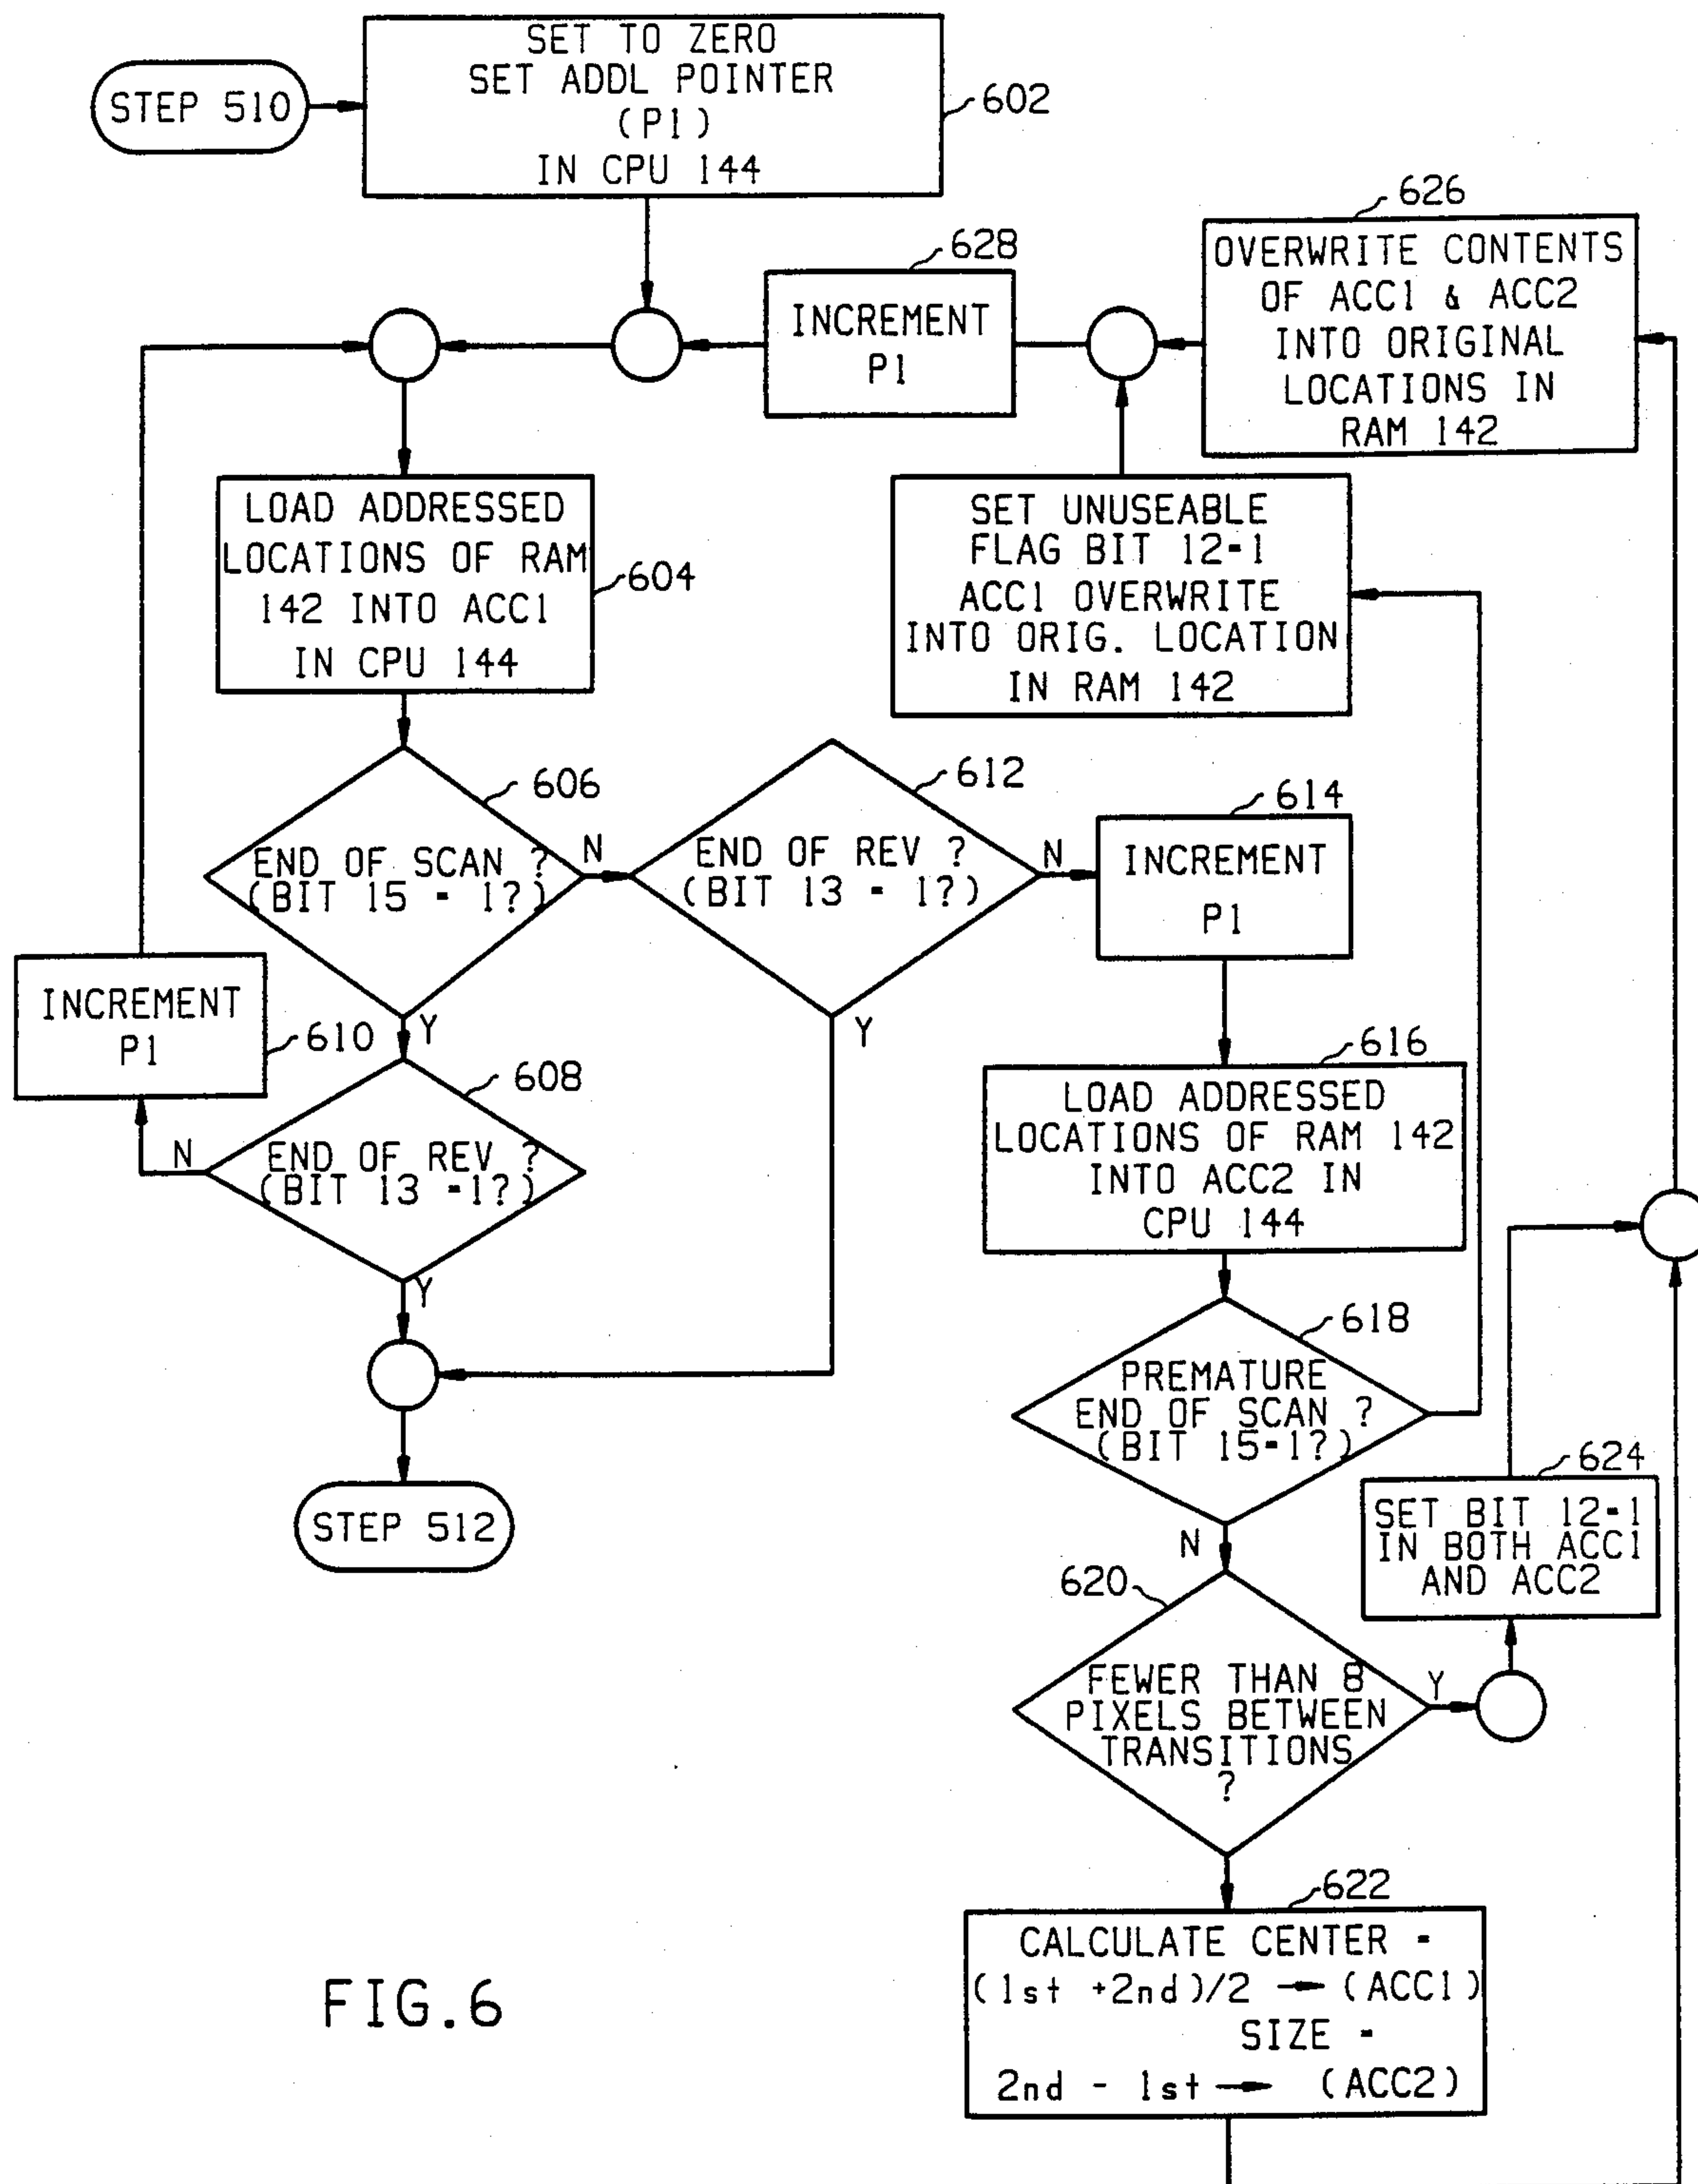 STEP 510
SET TO ZERO
SET ADDL POINTER
(P1)
IN CPU 144
602
626
OVERWRITE CONTENTS
OF ACC1 & ACC2
INTO ORIGINAL
LOCATIONS IN
RAM 142
628
INCREMENT
P1
LOAD ADDRESSED
LOCATIONS OF RAM
142 INTO ACC1
IN CPU 144
604
SET UNUSEABLE
FLAG BIT 12=1
ACC1 OVERWRITE
INTO ORIG. LOCATION
IN RAM 142
606
END OF SCAN ?
(BIT 15 = 1?)
N
Y
612
END OF REV ?
(BIT 13 = 1?)
N
Y
614
INCREMENT
P1
INCREMENT
P1
610
608
END OF REV ?
(BIT 13 =1?)
N
Y
616
LOAD ADDRESSED
LOCATIONS OF RAM 142
INTO ACC2 IN
CPU 144
618
PREMATURE
END OF SCAN ?
(BIT 15=1?)
N
STEP 512
624
SET BIT 12=1
IN BOTH ACC1
AND ACC2
620
FEWER THAN 8
PIXELS BETWEEN
TRANSITIONS
?
Y
622
CALCULATE CENTER =
(1st +2nd)/2 → (ACC1)
SIZE =
2nd - 1st → (ACC2)
FIG.6